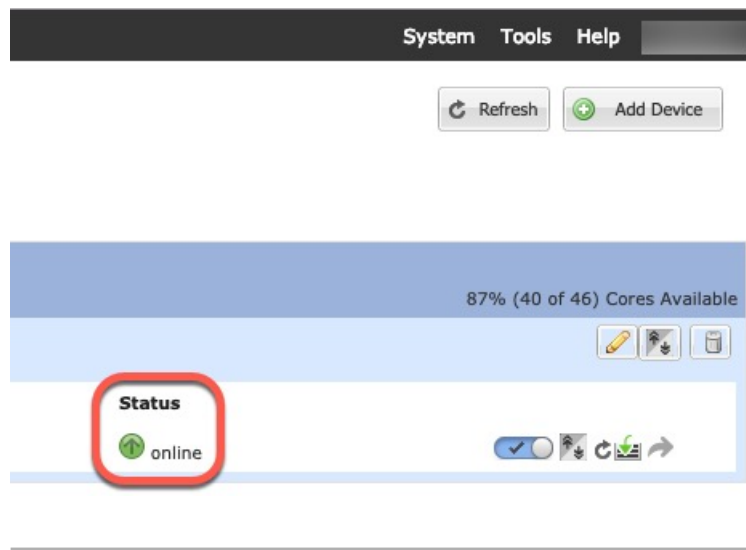 System Tools Help
Refresh Add Device
87% (40 of 46) Cores Available
Status
online